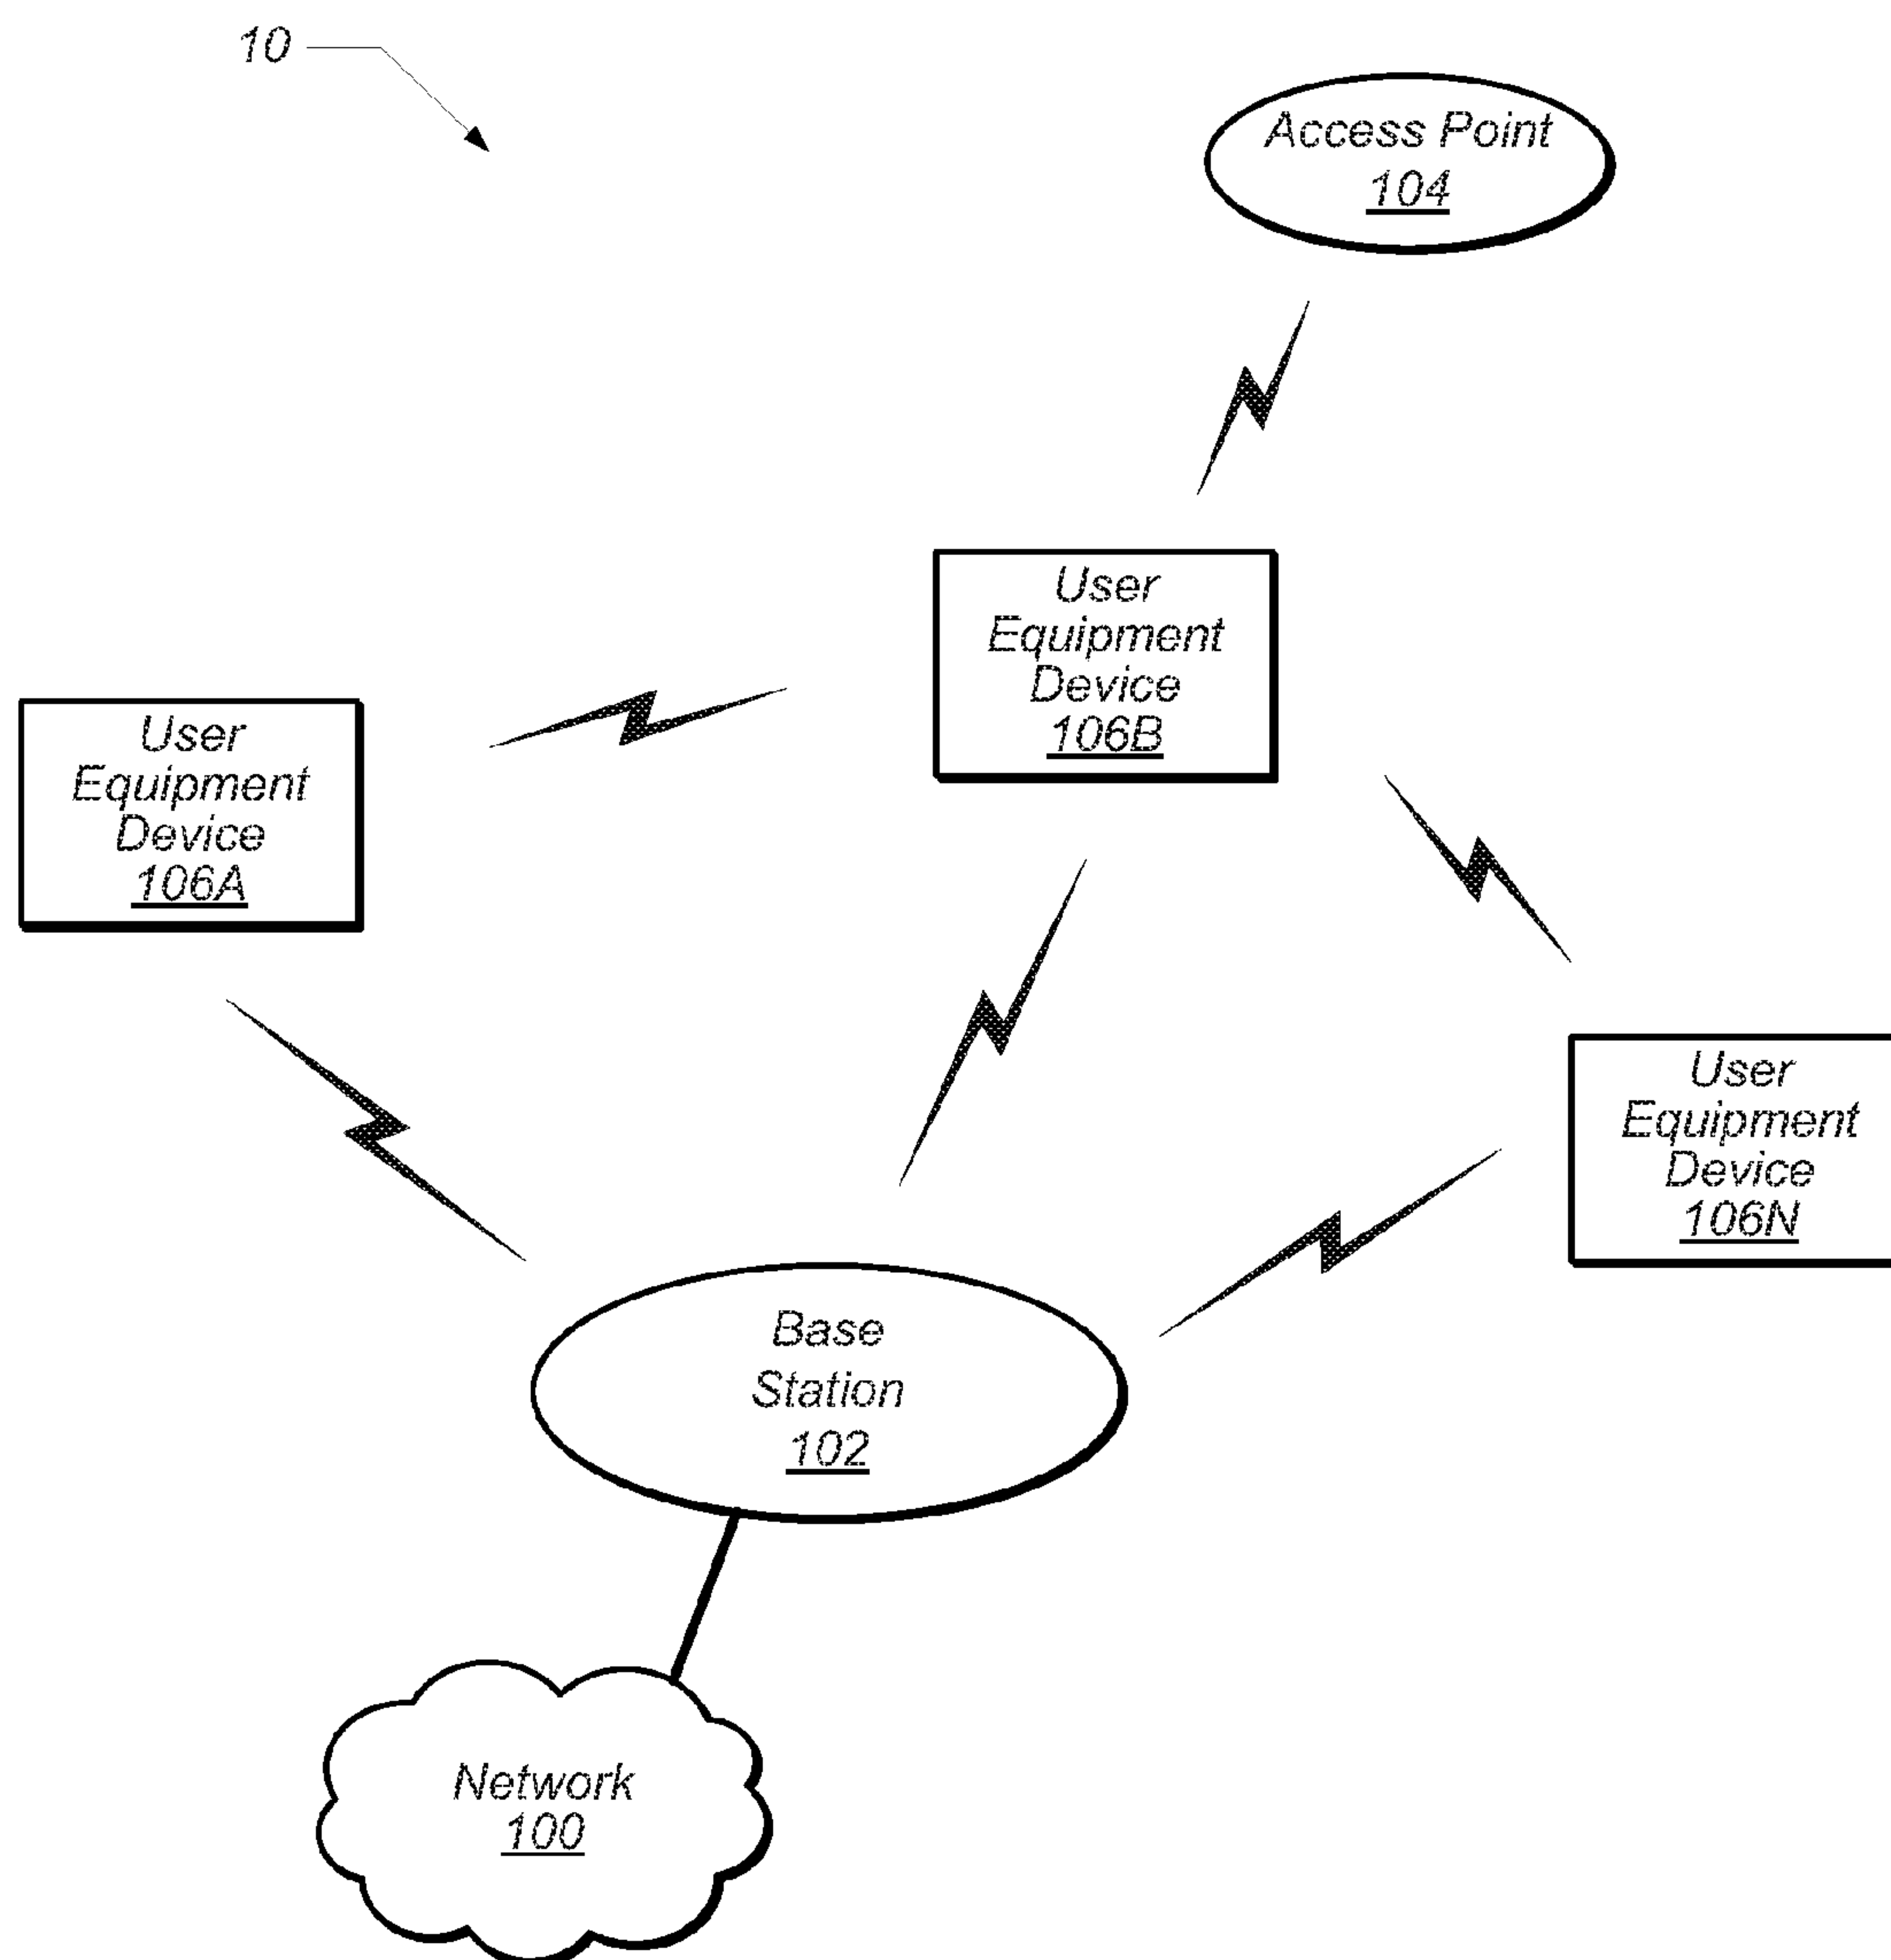 10
Access Point
104
User
Equipment
Device
106B
User
Equipment
Device
106A
User
Equipment
Device
106N
Base
Station
102
Network
100